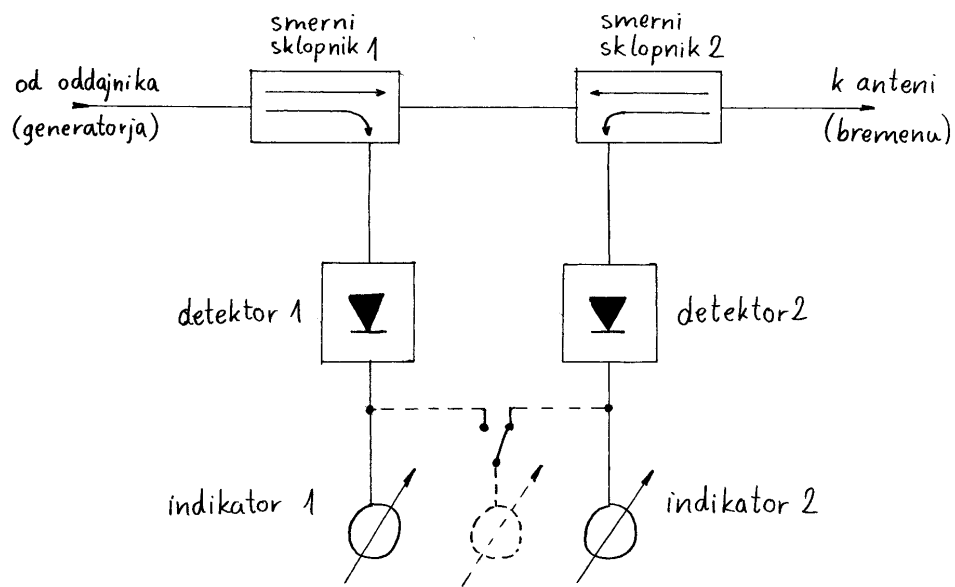 smerni
sklopnik 1
smerni
sklopnik 2
od oddajnika
(generatorja)
k anteni
(bremenu)
detektor 1
detektor 2
indikator 1
indikator 2